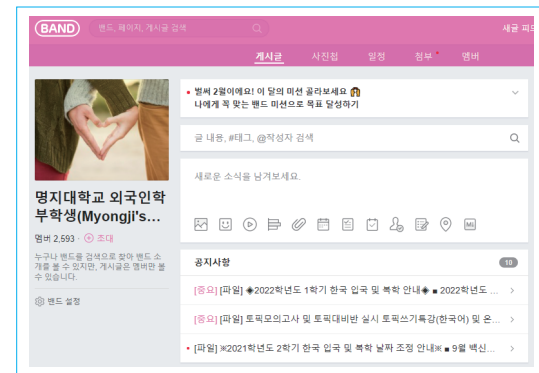 BAND
밴드, 페이지, 게시글 검색
새글 피드
게시글 사진첩 일정 첨부 멤버
• 벌써 2월이에요! 이 달의 미션 골라보세요
나에게 꼭 맞는 밴드 미션으로 목표 달성하기
글 내용, #태그, @작성자 검색
새로운 소식을 남겨보세요.
명지대학교 외국인학
부학생(Myongji's...
멤버 2,593 · 초대
누구나 밴드를 검색으로 찾아 밴드 소
개를 볼 수 있지만, 게시글은 멤버만 볼
수 있습니다.
밴드 설정
공지사항 10
[중요] [파일] ◈2022학년도 1학기 한국 입국 및 복학 안내◈ ■ 2022학년도 ...
[중요] [파일] 토픽모의고사 및 토픽대비반 실시 토픽쓰기특강(한국어) 및 온...
• [파일] ※2021학년도 2학기 한국 입국 및 복학 날짜 조정 안내※ ■ 9월 백신...